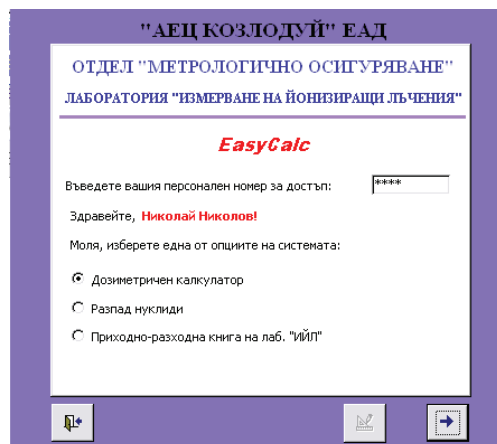 "АЕЦ КОЗЛОДУЙ" ЕАД
ОТДЕЛ "МЕТРОЛОГИЧНО ОСИГУРЯВАНЕ"
ЛАБОРАТОРИЯ "ИЗМЕРВАНЕ НА ЙОНИЗИРАЩИ ЛЪЧЕНИЯ"
EasyCalc
Въведете вашия персонален номер за достъп: ****
Здравейте, Николай Николов!
Моля, изберете една от опциите на системата:
Дозиметричен калкулатор
Разпад нуклиди
Приходно-разходна книга на лаб. "ИЙЛ"